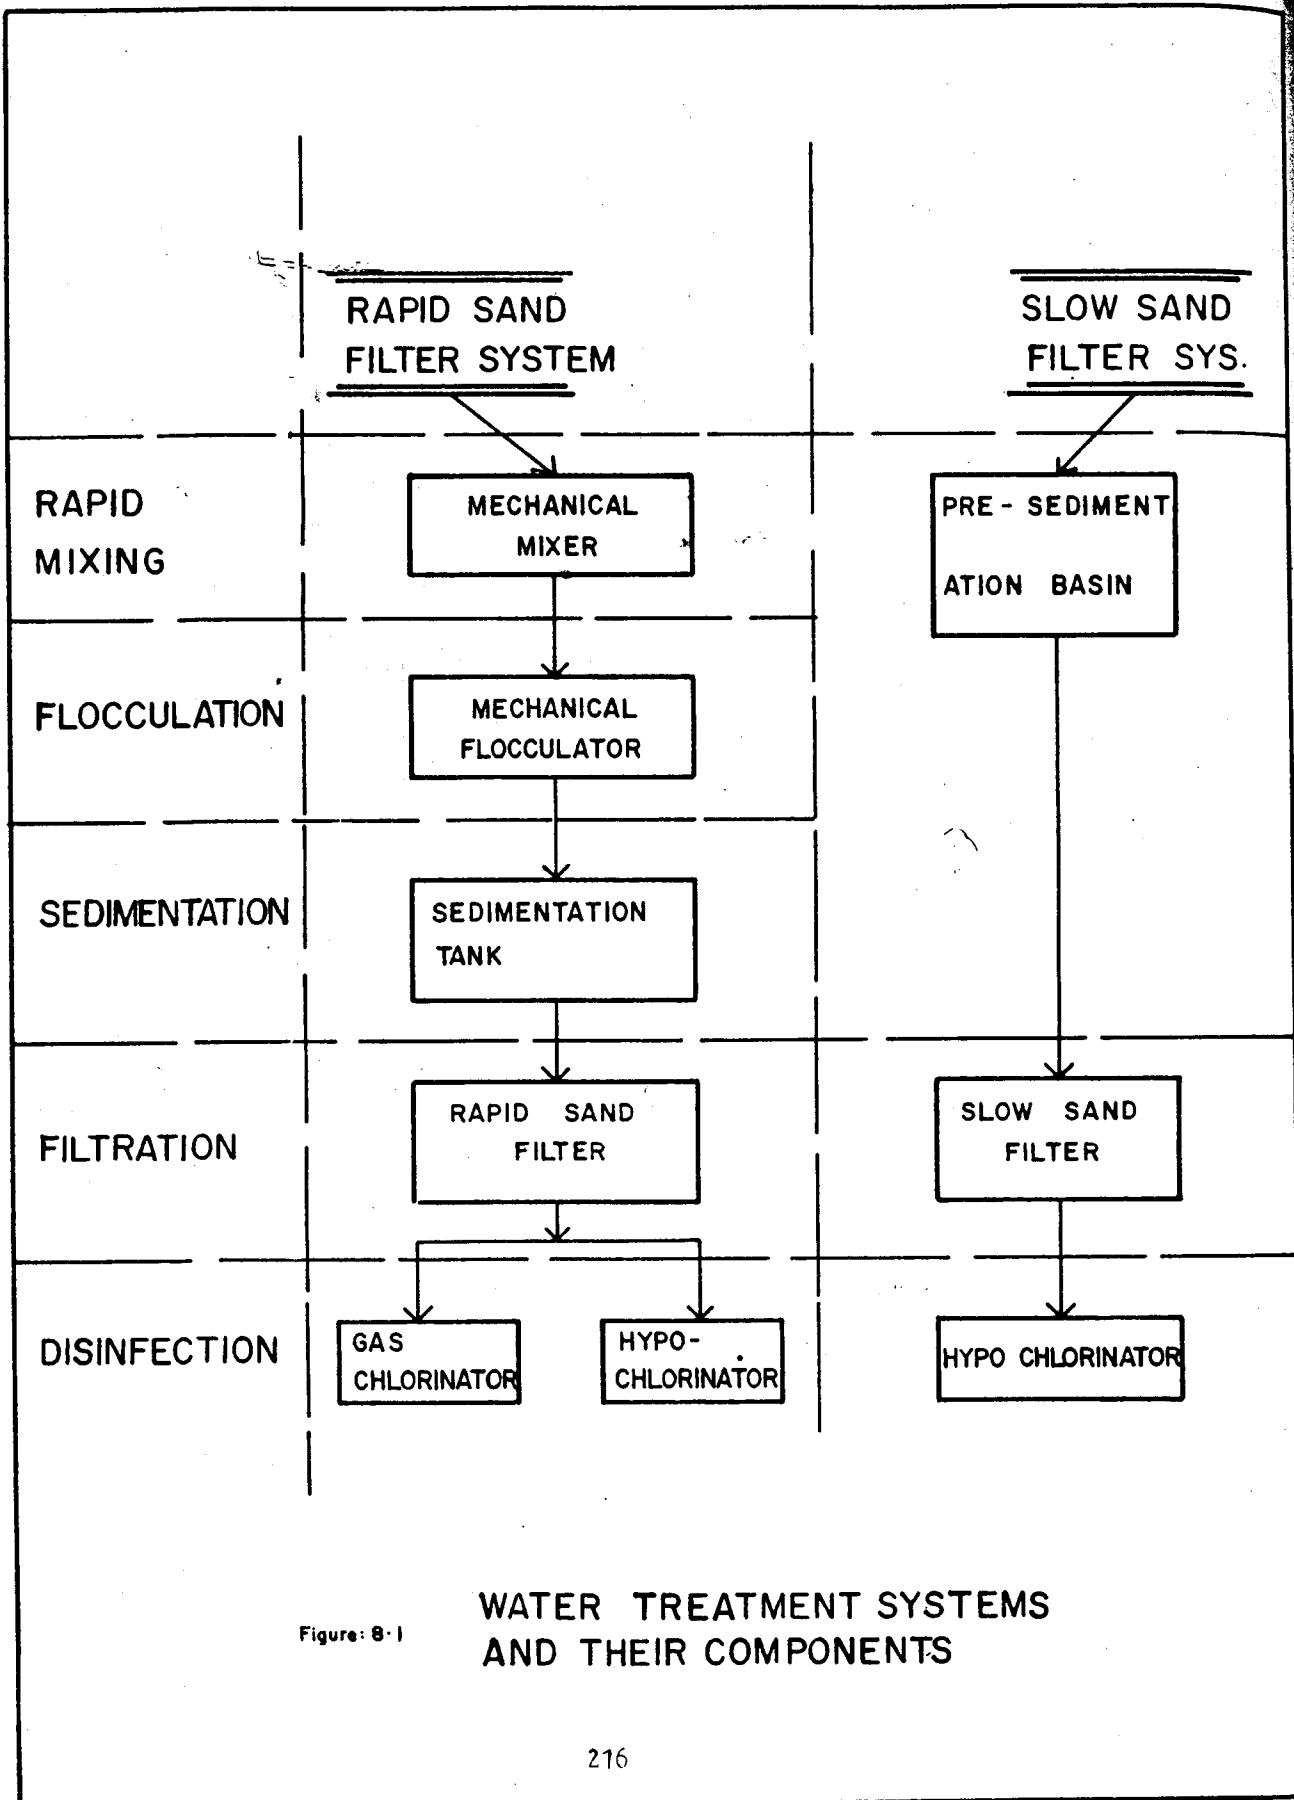 RAPID SAND
FILTER SYSTEM
SLOW SAND
FILTER SYS.
RAPID
MIXING
MECHANICAL
MIXER
PRE - SEDIMENT
ATION BASIN
FLOCCULATION
MECHANICAL
FLOCCULATOR
SEDIMENTATION
SEDIMENTATION
TANK
FILTRATION
RAPID SAND
FILTER
SLOW SAND
FILTER
DISINFECTION
GAS
CHLORINATOR
HYPO-
CHLORINATOR
HYPO CHLORINATOR
Figure: 8·1
WATER TREATMENT SYSTEMS
AND THEIR COMPONENTS
216